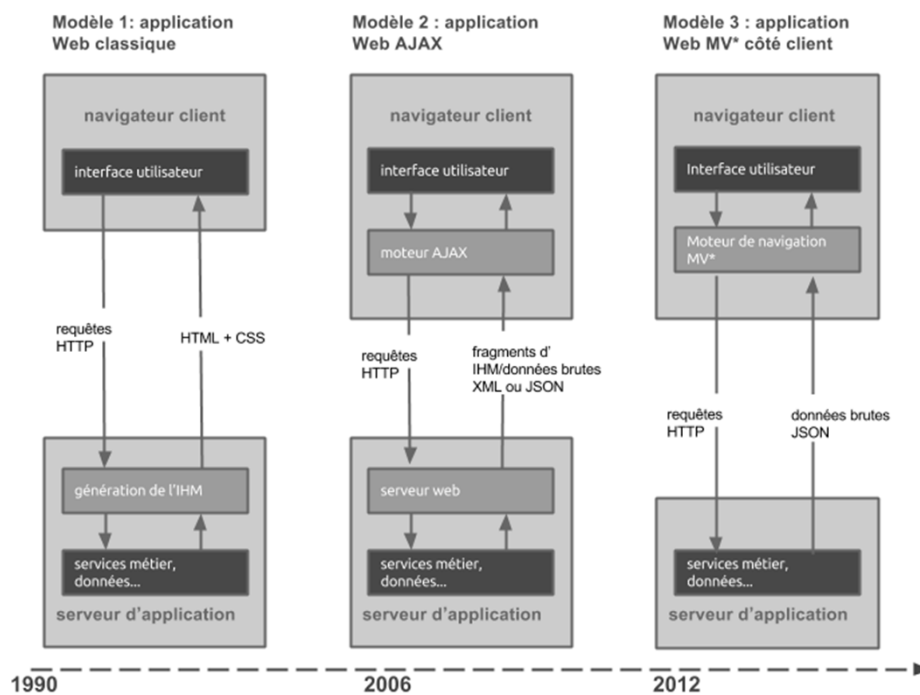 Modèle 1: application
Web classique
navigateur client
interface utilisateur
requêtes
HTTP
HTML + CSS
génération de l'IHM
services métier,
données...
serveur d'application
1990
Modèle 2 : application
Web AJAX
navigateur client
interface utilisateur
moteur AJAX
requêtes
HTTP
fragments d'
IHM/données brutes
XML ou JSON
serveur web
services métier,
données...
serveur d'application
2006
Modèle 3 : application
Web MV* côté client
navigateur client
Interface utilisateur
Moteur de navigation
MV*
requêtes
HTTP
données brutes
JSON
services métier,
données...
serveur d'application
2012